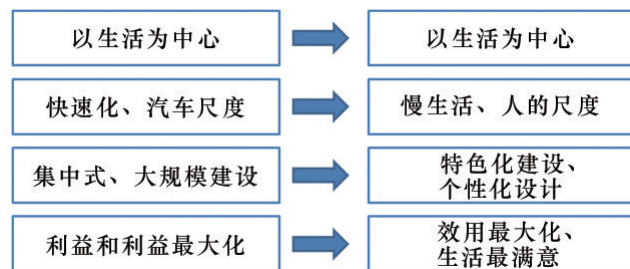 以生活为中心
以生活为中心
快速化、汽车尺度
慢生活、人的尺度
集中式、大规模建设
特色化建设、
个性化设计
利益和利益最大化
效用最大化、
生活最满意